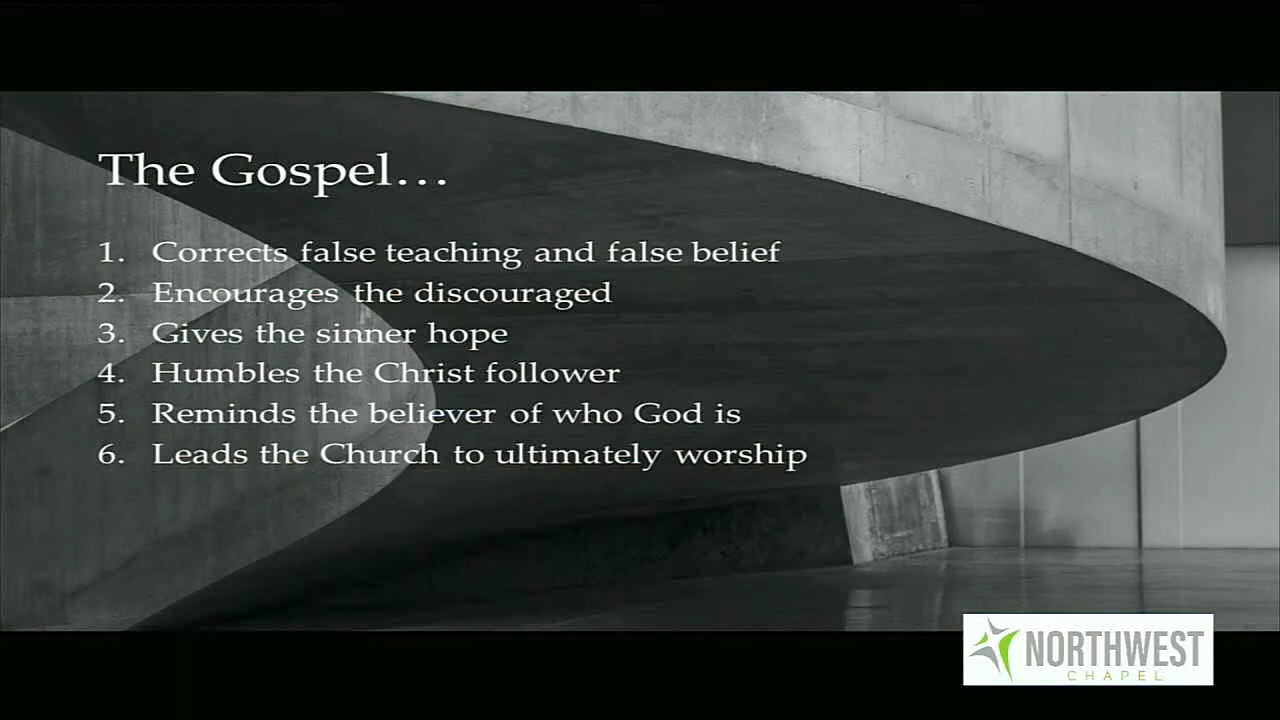 The Gospel...
1. Corrects false teaching and false belief
2. Encourages the discouraged
3. Gives the sinner hope
4. Humbles the Christ follower
5. Reminds the believer of who God is
6. Leads the Church to ultimately worship
NORTHWEST
CHAPEL